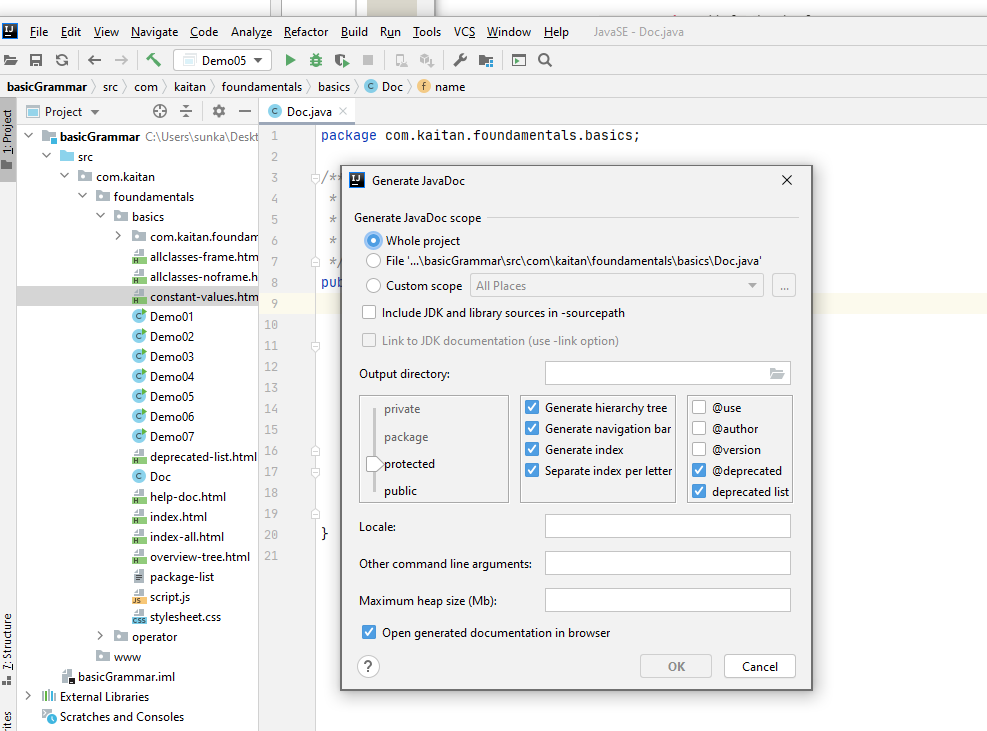 File Edit View Navigate Code Analyze Refactor Build Run Tools VCS Window Help JavaSE - Doc.java
Demo05
basicGrammar src com kaitan foundamentals basics Doc name
Project
Doc.java
1: Project
basicGrammar C:\Users\sunka\Deskt
src
com.kaitan
foundamentals
basics
com.kaitan.foundam
allclasses-frame.htm
allclasses-noframe.h
constant-values.htm
Demo01
Demo02
Demo03
Demo04
Demo05
Demo06
Demo07
deprecated-list.html
Doc
help-doc.html
index.html
index-all.html
overview-tree.html
package-list
script.js
stylesheet.css
operator
www
basicGrammar.iml
External Libraries
Scratches and Consoles
7: Structure
rites
1 package com.kaitan.foundamentals.basics;
2
3 /**
4 *
5 *
6 *
7 */
8 pub
9
10
11
12
13
14
15
16
17
18
19
20 }
21
Generate JavaDoc
Generate JavaDoc scope
Whole project
File '...\basicGrammar\src\com\kaitan\foundamentals\basics\Doc.java'
Custom scope All Places ...
Include JDK and library sources in -sourcepath
Link to JDK documentation (use -link option)
Output directory:
private
package
protected
public
Generate hierarchy tree
Generate navigation bar
Generate index
Separate index per letter
@use
@author
@version
@deprecated
deprecated list
Locale:
Other command line arguments:
Maximum heap size (Mb):
Open generated documentation in browser
? OK Cancel